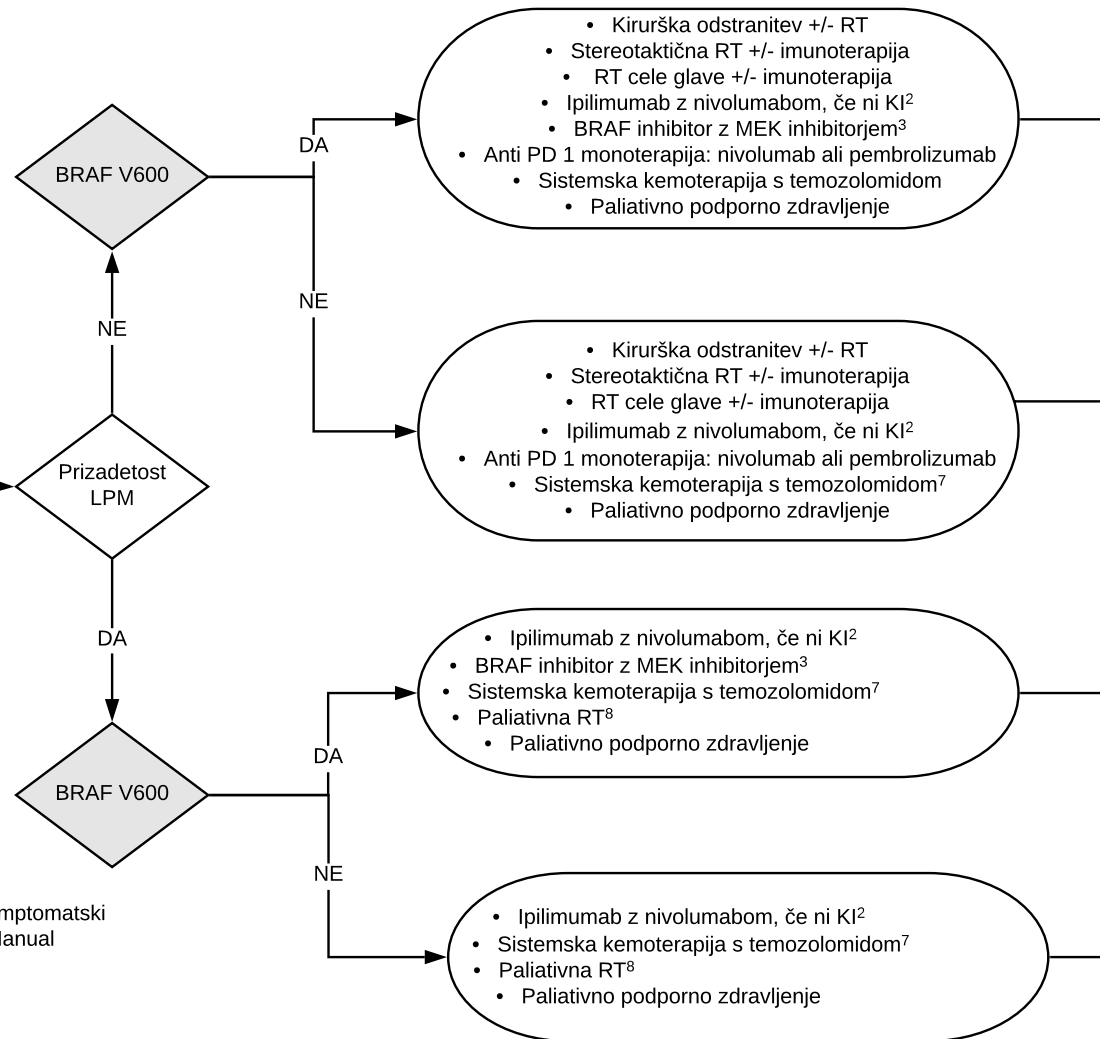 • Kirurška odstranitev +/- RT
• Stereotaktična RT +/- imunoterapija
• RT cele glave +/- imunoterapija
• Ipilimumab z nivolumabom, če ni KI²
• BRAF inhibitor z MEK inhibitorjem³
• Anti PD 1 monoterapija: nivolumab ali pembrolizumab
• Sistemska kemoterapija s temozolomidom
• Paliativno podporno zdravljenje
DA
BRAF V600
NE
NE
• Kirurška odstranitev +/- RT
• Stereotaktična RT +/- imunoterapija
• RT cele glave +/- imunoterapija
• Ipilimumab z nivolumabom, če ni KI²
• Anti PD 1 monoterapija: nivolumab ali pembrolizumab
• Sistemska kemoterapija s temozolomidom⁷
• Paliativno podporno zdravljenje
Prizadetost
LPM
DA
• Ipilimumab z nivolumabom, če ni KI²
• BRAF inhibitor z MEK inhibitorjem³
• Sistemska kemoterapija s temozolomidom⁷
• Paliativna RT⁸
• Paliativno podporno zdravljenje
DA
BRAF V600
NE
• Ipilimumab z nivolumabom, če ni KI²
• Sistemska kemoterapija s temozolomidom⁷
• Paliativna RT⁸
• Paliativno podporno zdravljenje
mptomatski
anual